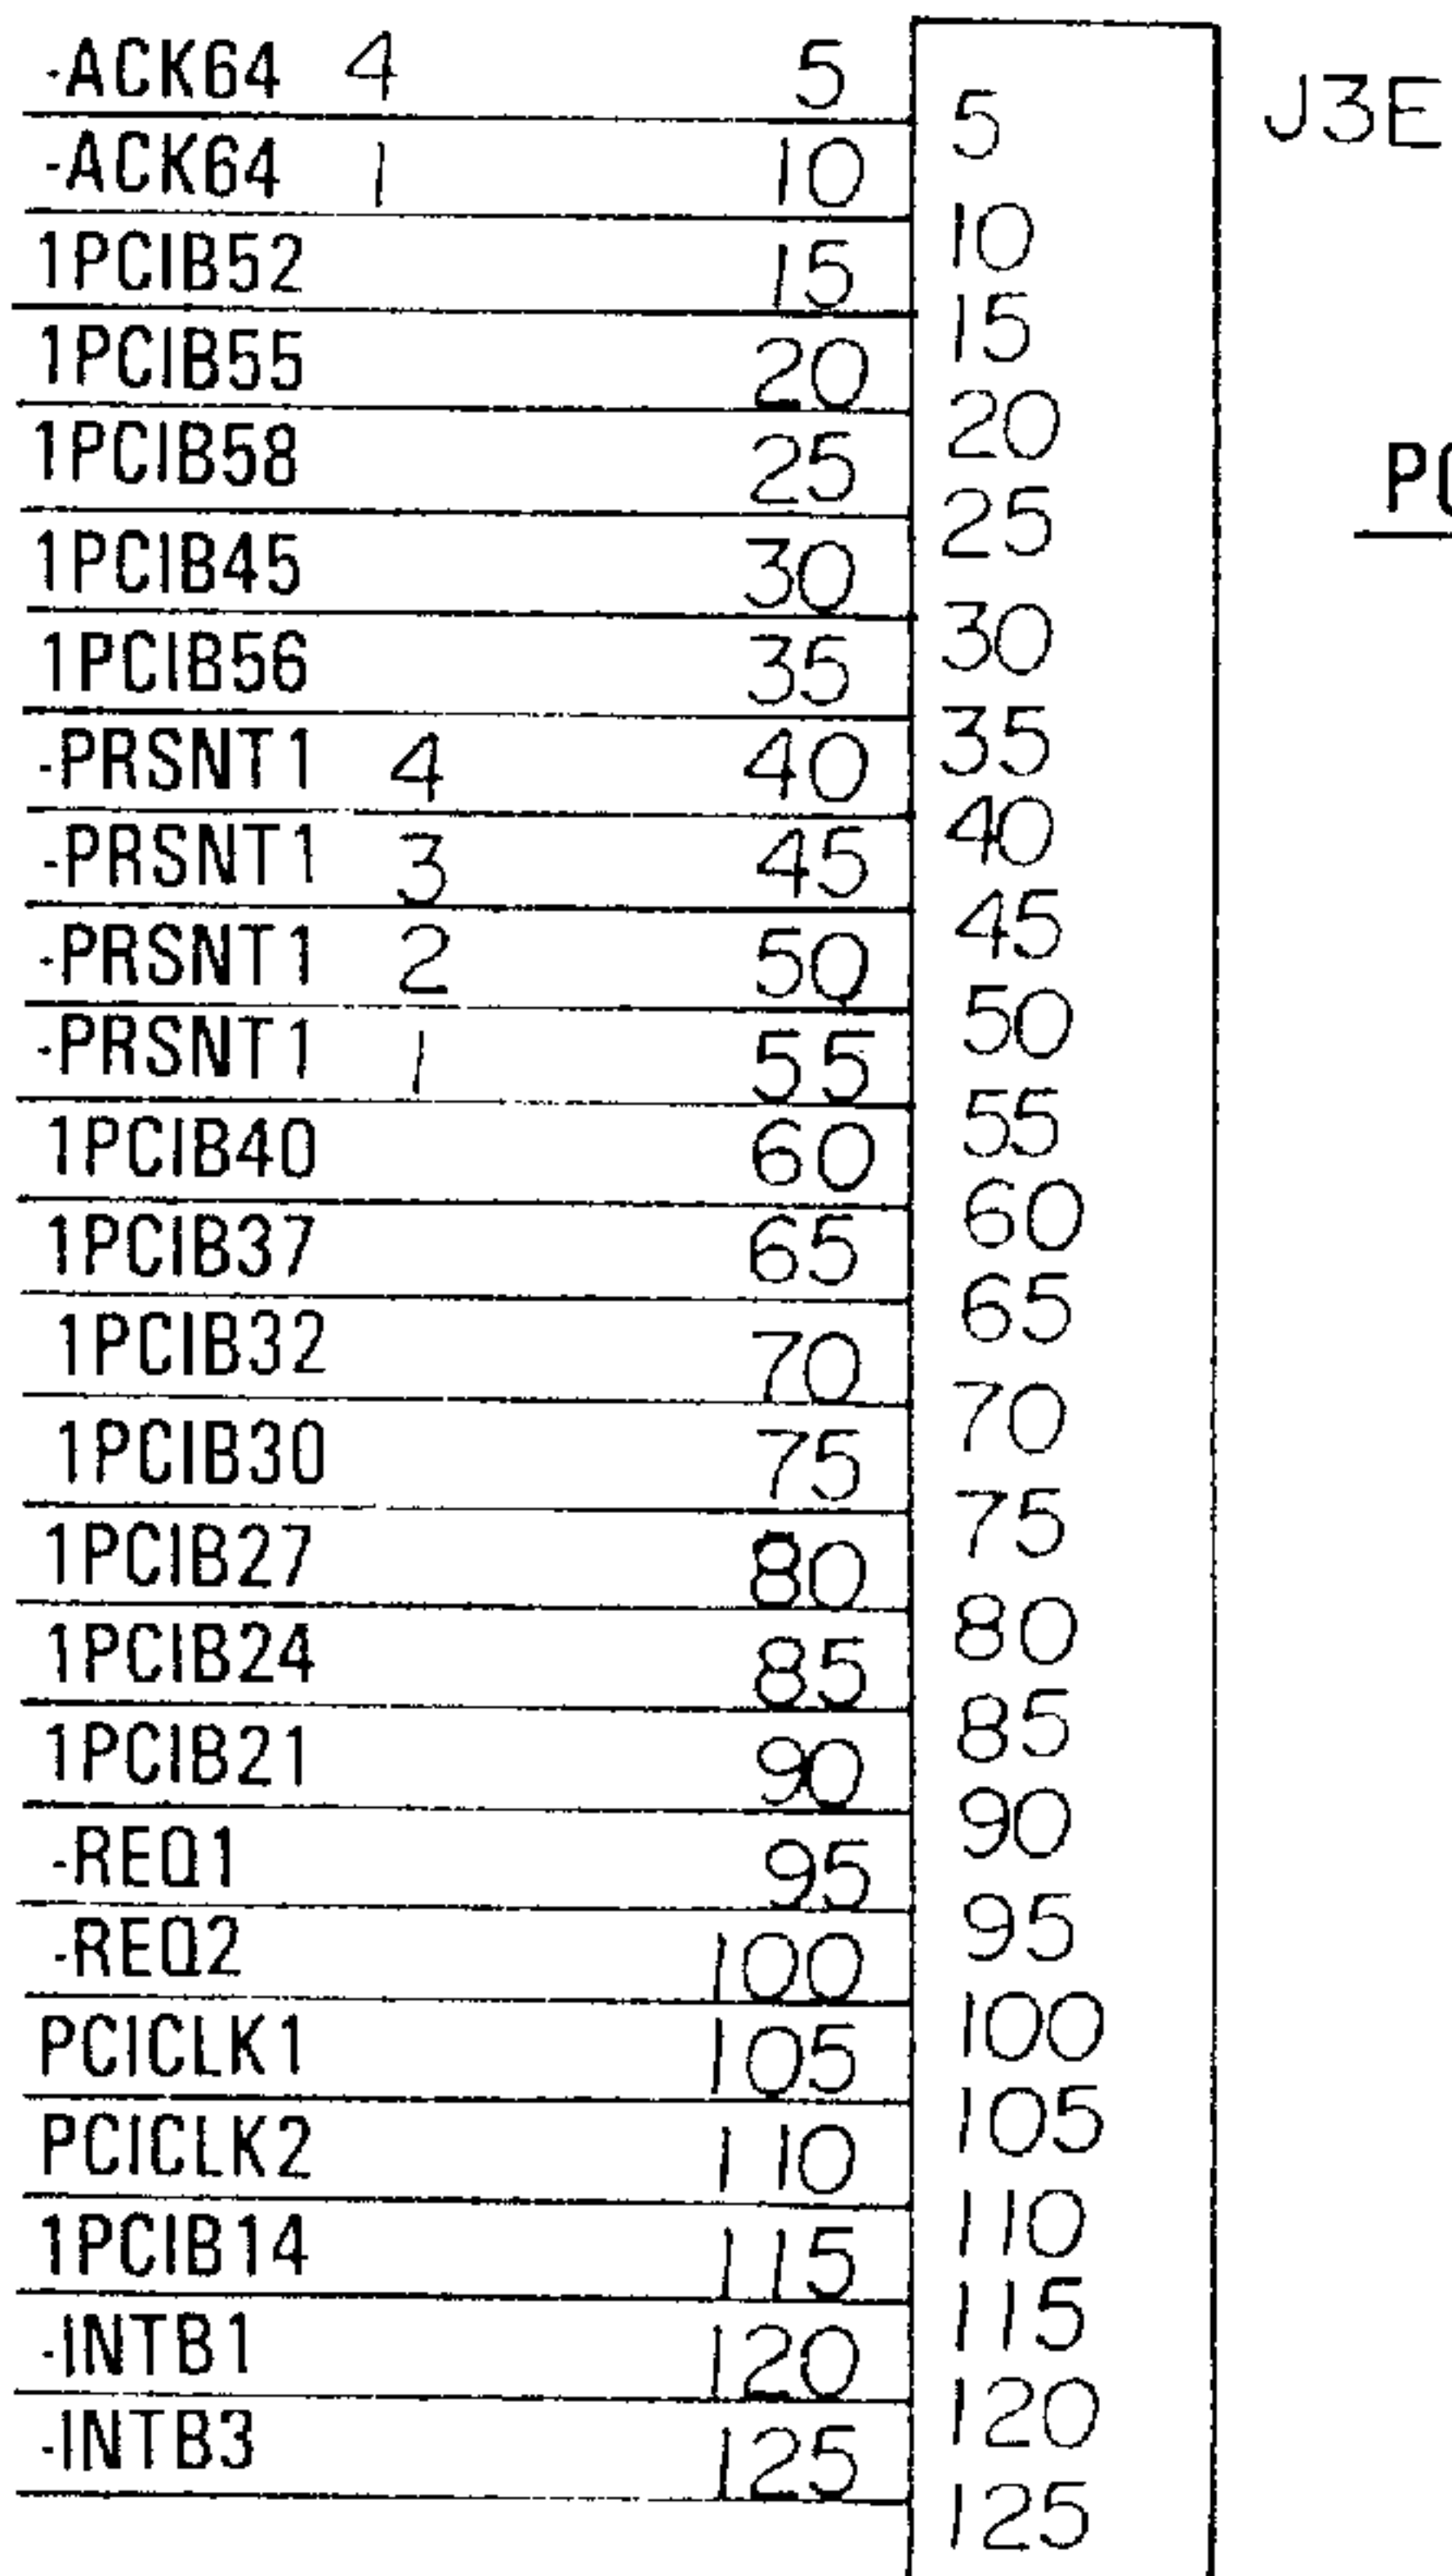 -ACK64 4 5 5 J3E
-ACK64 1 10 10
1PCIB52 15 15
1PCIB55 20 20
1PCIB58 25 25
1PCIB45 30 30
1PCIB56 35 35
-PRSNT1 4 40 40
-PRSNT1 3 45 45
-PRSNT1 2 50 50
-PRSNT1 1 55 55
1PCIB40 60 60
1PCIB37 65 65
1PCIB32 70 70
1PCIB30 75 75
1PCIB27 80 80
1PCIB24 85 85
1PCIB21 90 90
-REQ1 95 95
-REQ2 100 100
PCICLK1 105 105
PCICLK2 110 110
1PCIB14 115 115
-INTB1 120 120
-INTB3 125 125